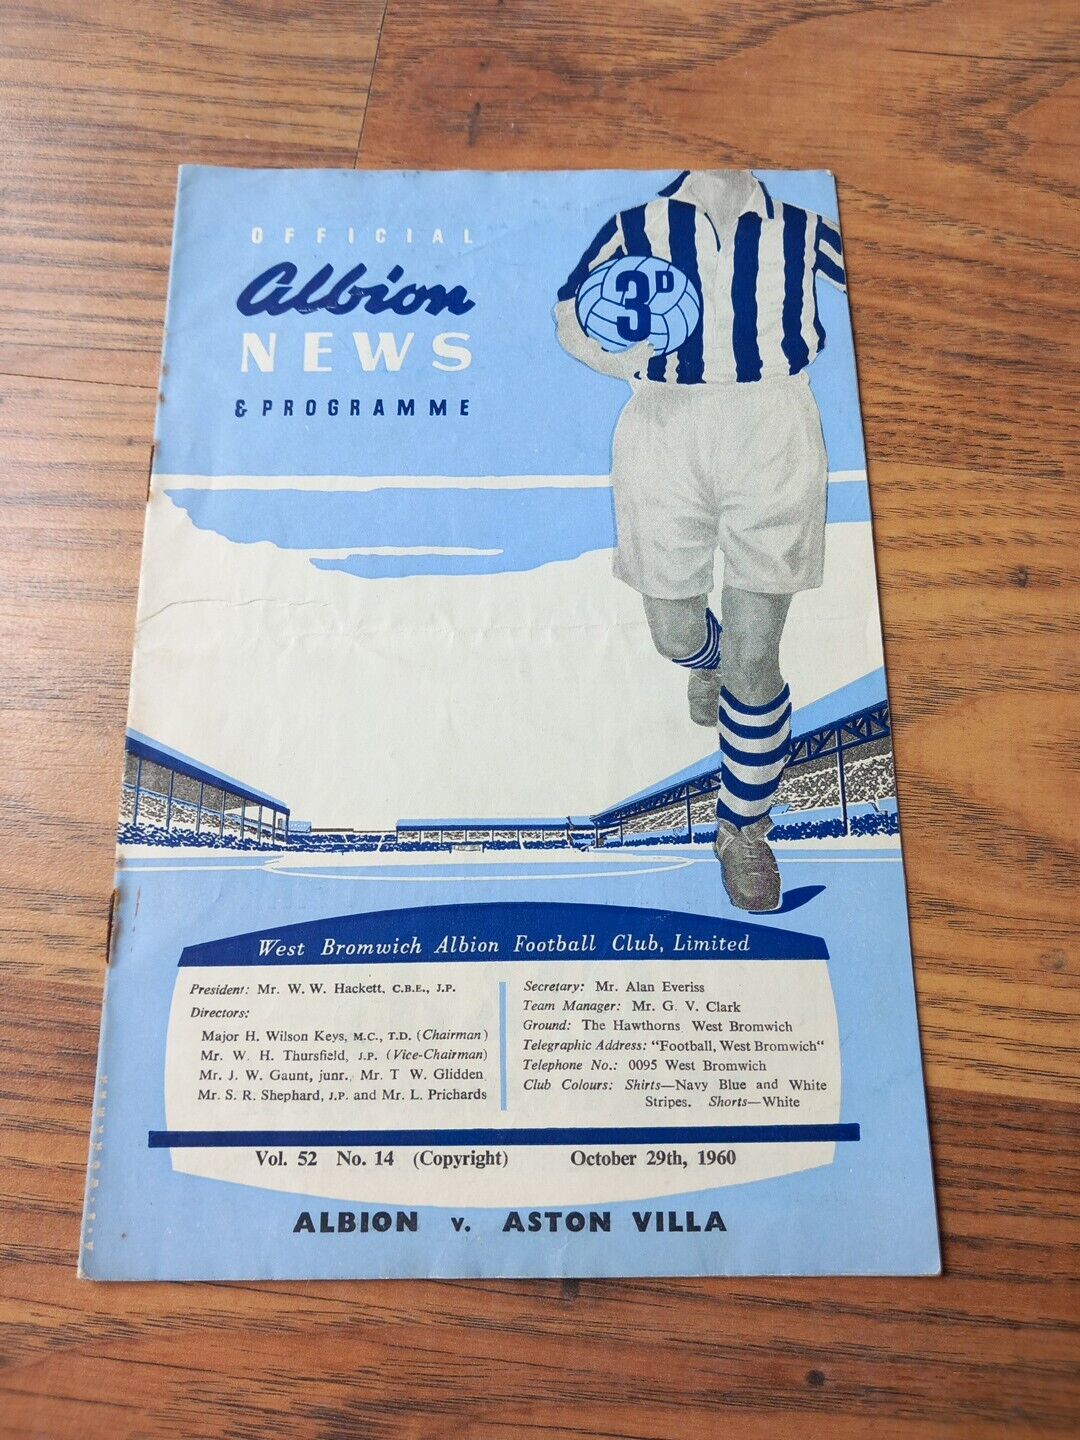 OFFICIAL
Albion
NEWS
& PROGRAMME
3D
West Bromwich Albion Football Club, Limited
President: Mr. W. W. Hackett, C.B.E., J.P.
Directors:
Major H. Wilson Keys, M.C., T.D. (Chairman)
Mr. W. H. Thursfield, J.P. (Vice-Chairman)
Mr. J. W. Gaunt, junr. Mr. T W. Glidden
Mr. S. R. Shephard, J.P. and Mr. L. Prichards
Secretary: Mr. Alan Everiss
Team Manager: Mr. G. V. Clark
Ground: The Hawthorns West Bromwich
Telegraphic Address: "Football, West Bromwich"
Telephone No.: 0095 West Bromwich
Club Colours: Shirts—Navy Blue and White
Stripes. Shorts—White
Vol. 52 No. 14 (Copyright) October 29th, 1960
ALBION v. ASTON VILLA